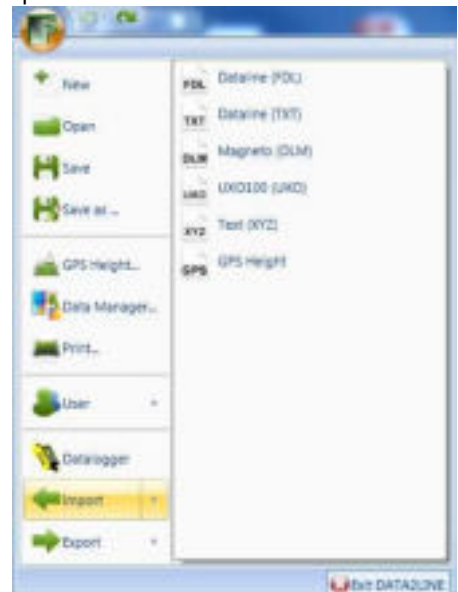 New
Open
Save
Save as ...
GPS Height...
Data Manager...
Print...
User
Datalogger
Import
Export
FDL Dataline (FDL)
TXT Dataline (TXT)
DLM Magneto (DLM)
UXO UXO100 (UXO)
XYZ Text (XYZ)
GPS GPS Height
Exit DATA2LINE